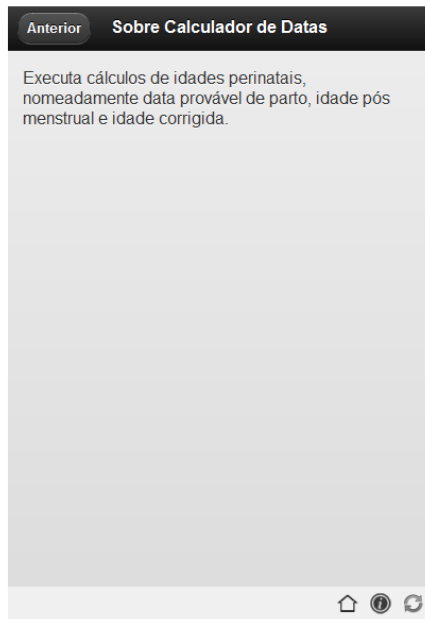 Anterior Sobre Calculador de Datas
Executa cálculos de idades perinatais,
nomeadamente data provável de parto, idade pós
menstrual e idade corrigida.